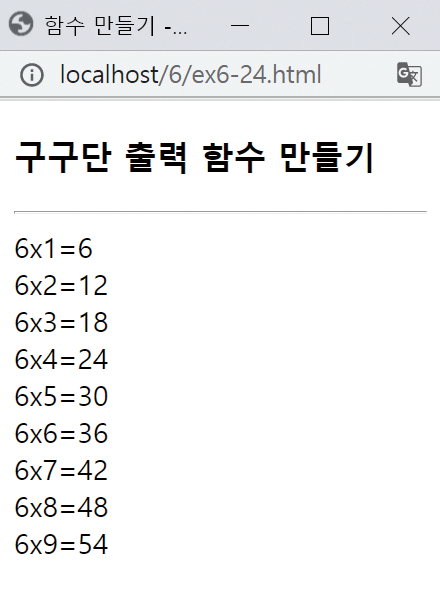 함수 만들기 -...
localhost/6/ex6-24.html
구구단 출력 함수 만들기
6x1=6
6x2=12
6x3=18
6x4=24
6x5=30
6x6=36
6x7=42
6x8=48
6x9=54